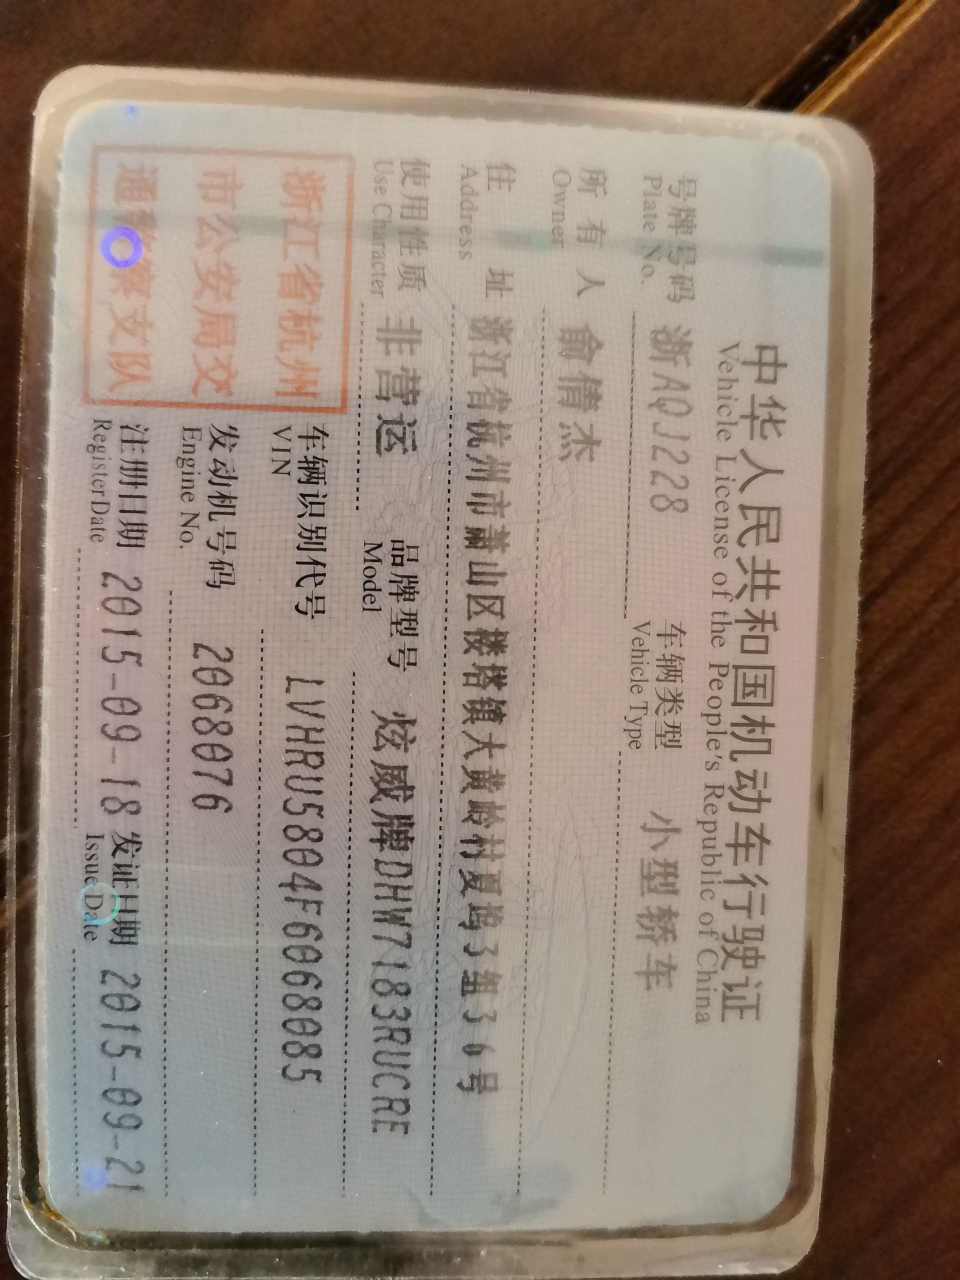 中华人民共和国机动车行驶证
Vehicle License of the People's Republic of China
号牌号码 浙AQJ228 车辆类型 小型轿车
Plate No. Vehicle Type
所有人 俞倩杰
Owner
住址 浙江省杭州市萧山区楼塔镇大黄岭村夏坞3组36号
Address
使用性质 非营运 品牌型号 炫威牌DHW7183RUCRE
Use Character Model
浙江省杭州
市公安局交
通警察支队
车辆识别代号 LVHRU5804F6068085
VIN
发动机号码 2068076
Engine No.
注册日期 2015-09-18 发证日期 2015-09-21
Register Date Issue Date